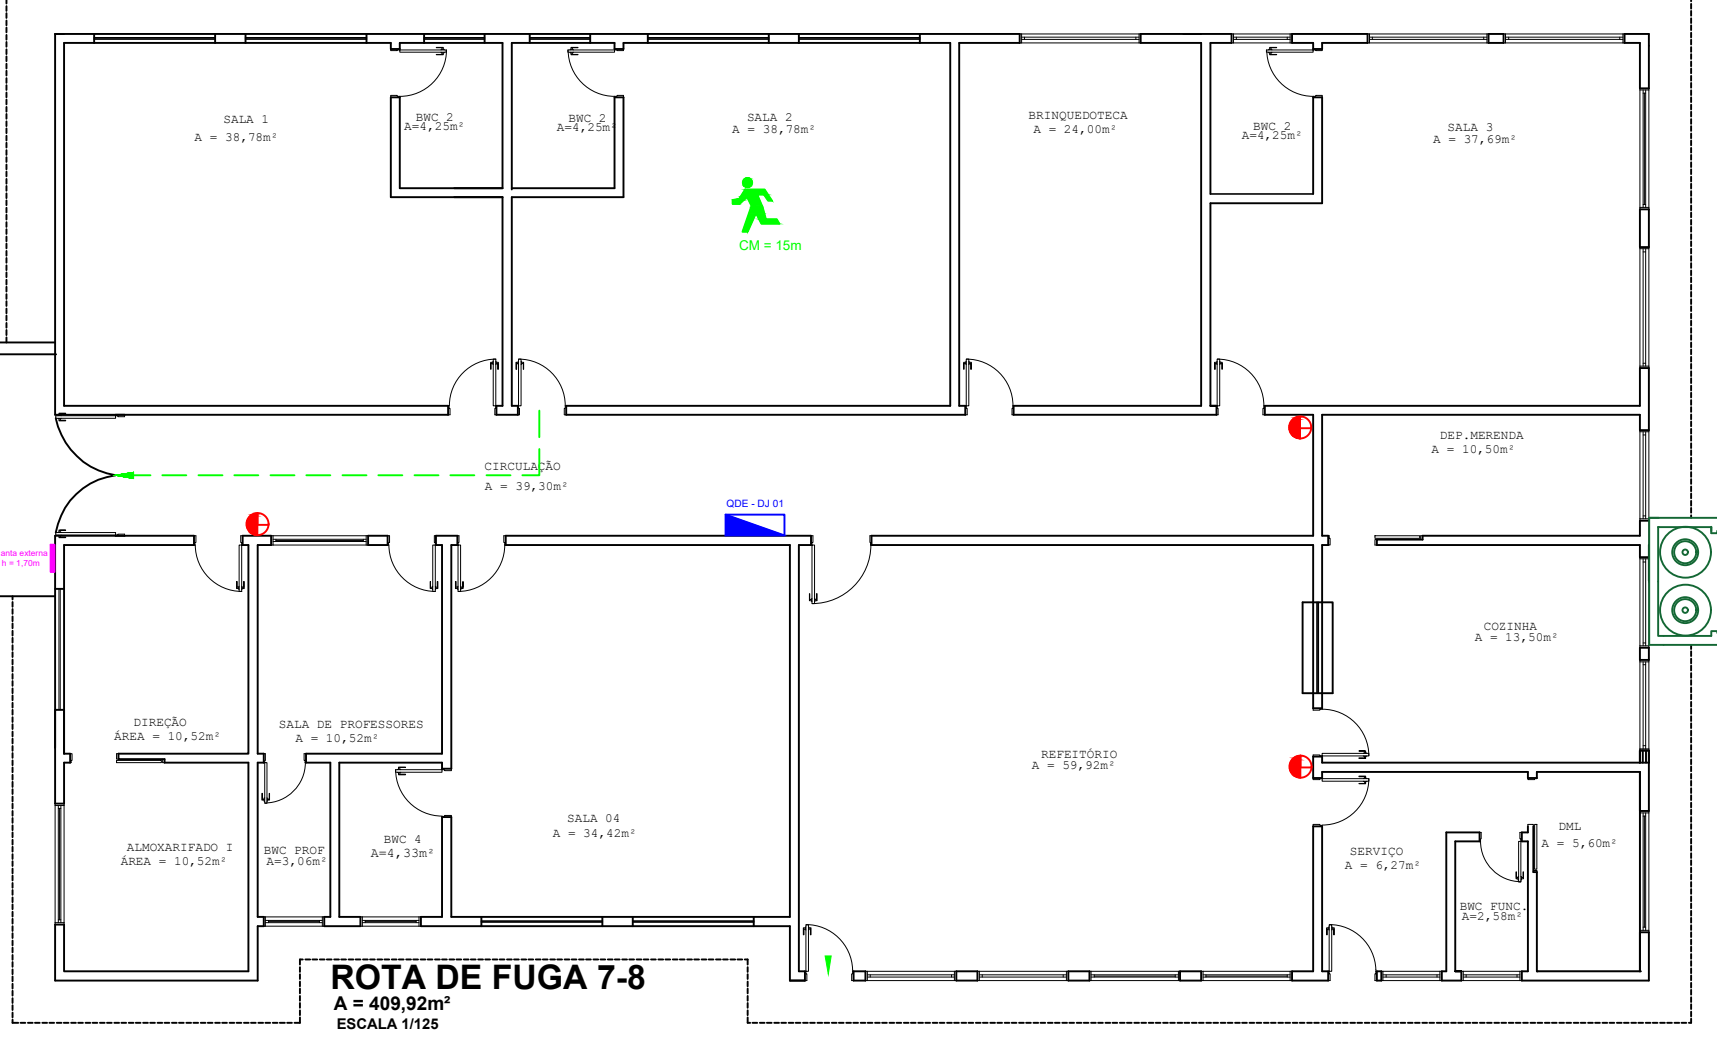 SALA 1
A = 38,78m²
BWC 2
A=4,25m²
BWC 2
A=4,25m²
SALA 2
A = 38,78m²
BRINQUEDOTECA
A = 24,00m²
BWC 2
A=4,25m²
SALA 3
A = 37,69m²
CM = 15m
CIRCULAÇÃO
A = 39,30m²
DEP.MERENDA
A = 10,50m²
QDE - DJ 01
anta externa
h = 1,70m
COZINHA
A = 13,50m²
DIREÇÃO
ÁREA = 10,52m²
SALA DE PROFESSORES
A = 10,52m²
REFEITÓRIO
A = 59,92m²
SALA 04
A = 34,42m²
ALMOXARIFADO I
ÁREA = 10,52m²
BWC PROF
A=3,06m²
BWC 4
A=4,33m²
SERVIÇO
A = 6,27m²
DML
A = 5,60m²
BWC FUNC.
A=2,58m²
ROTA DE FUGA 7-8
A = 409,92m²
ESCALA 1/125